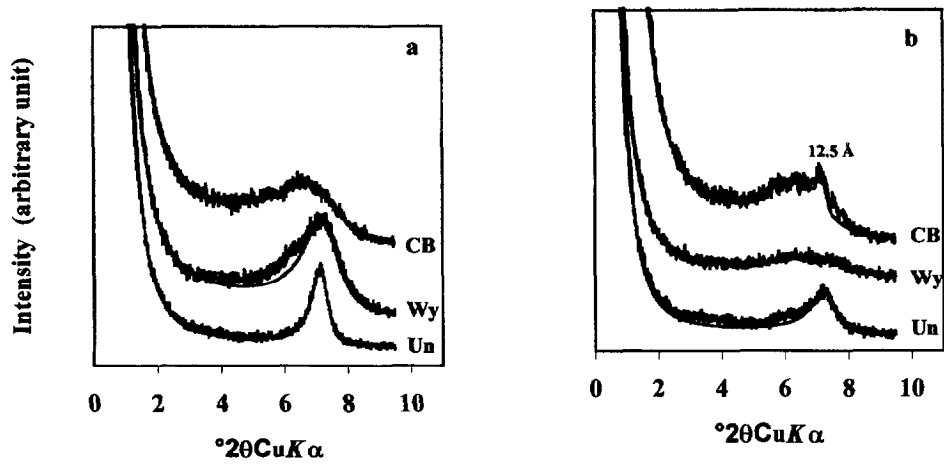 Intensity (arbitrary unit)
a
CB
Wy
Un
0 2 4 6 8 10
°2θCuKα
b
12.5 Å
CB
Wy
Un
0 2 4 6 8 10
°2θCuKα